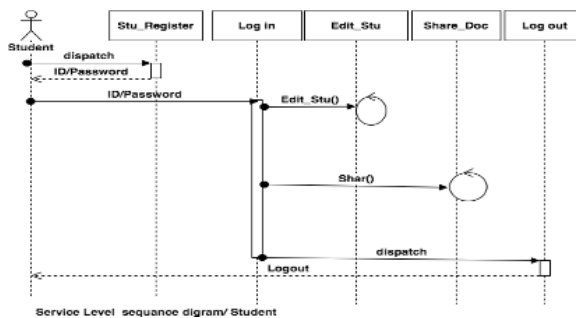 Student
Stu_Register
Log in
Edit_Stu
Share_Doc
Log out
dispatch
ID/Password
ID/Password
Edit_Stu()
Shar()
dispatch
Logout
Service Level sequance digram/ Student